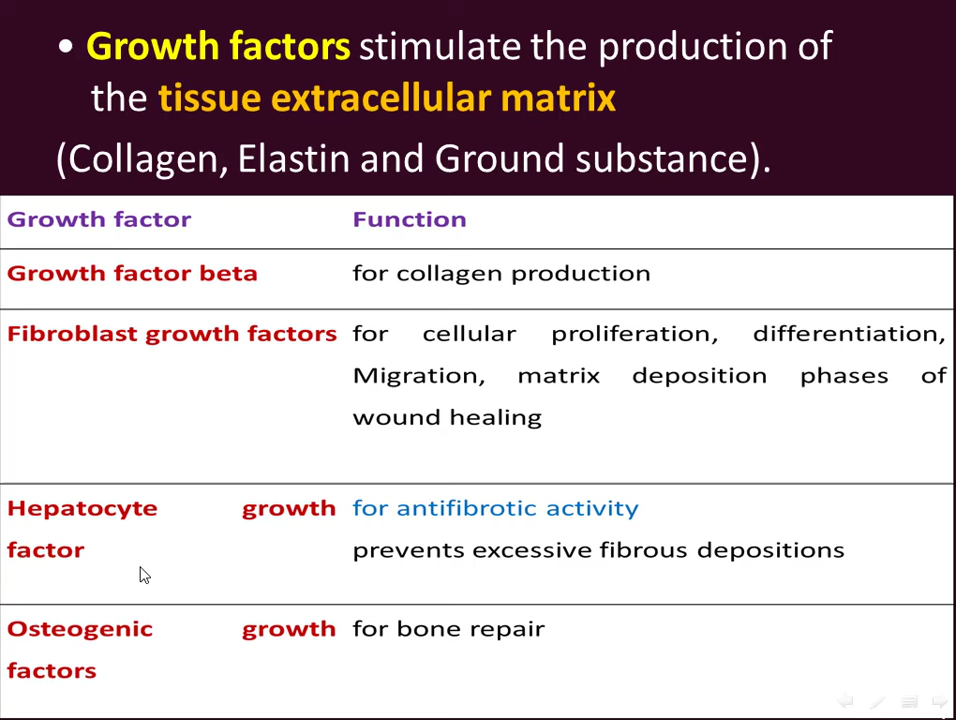 • Growth factors stimulate the production of
the tissue extracellular matrix
(Collagen, Elastin and Ground substance).
Growth factor Function
Growth factor beta for collagen production
Fibroblast growth factors for cellular proliferation, differentiation,
Migration, matrix deposition phases of
wound healing
Hepatocyte growth for antifibrotic activity
factor prevents excessive fibrous depositions
Osteogenic growth for bone repair
factors